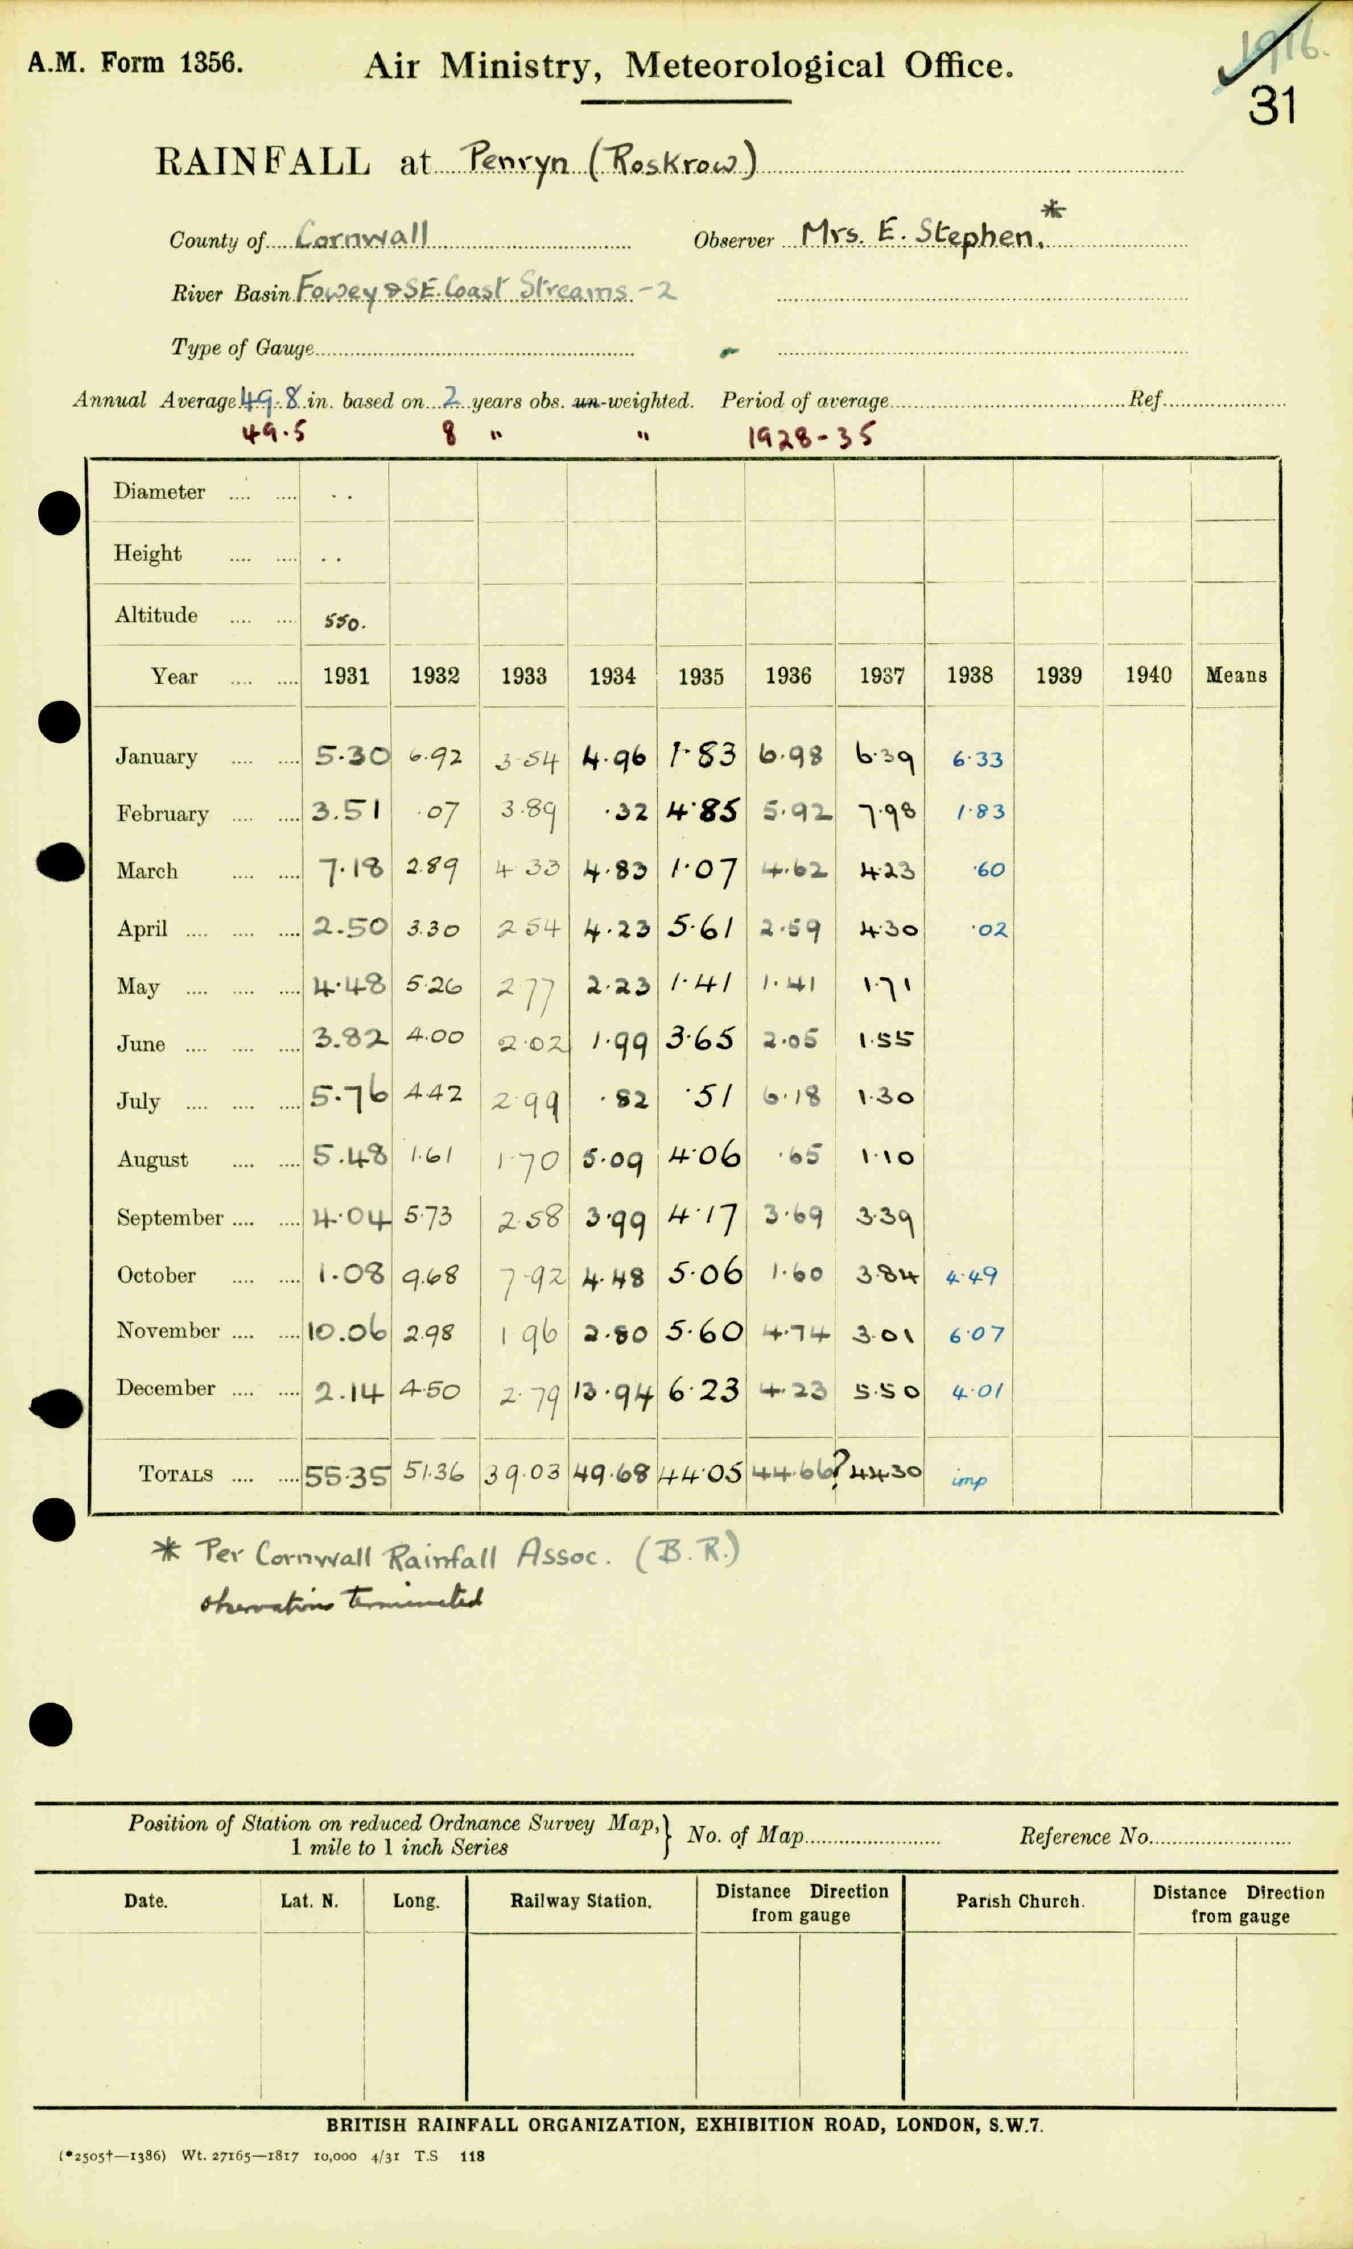 1916.
A.M. Form 1356. Air Ministry, Meteorological Office.
31
RAINFALL at Penryn (Roskrow)
County of Cornwall Observer Mrs. E. Stephen. *
River Basin Fowey & S.E. Coast Streams - 2
Type of Gauge
Annual Average 49.8 in. based on 2 years obs. un-weighted. Period of average Ref.
49.5 8 " " 1928-35
Diameter .... .... . .
Height .... .... . .
Altitude .... .... 550.
Year .... .... 1931 1932 1933 1934 1935 1936 1937 1938 1939 1940 Means
January .... .... 5.30 6.92 3.54 4.96 1.83 6.98 6.39 6.33
February .... .... 3.51 .07 3.89 .32 4.85 5.92 7.98 1.83
March .... .... 7.18 2.89 4.33 4.83 1.07 4.62 4.23 .60
April .... .... .... 2.50 3.30 2.54 4.23 5.61 2.59 4.30 .02
May .... .... .... 4.48 5.26 2.77 2.23 1.41 1.41 1.71
June .... .... .... 3.82 4.00 2.02 1.99 3.65 2.05 1.55
July .... .... .... 5.76 4.42 2.99 .82 .51 6.18 1.30
August .... .... 5.48 1.61 1.70 5.09 4.06 .65 1.10
September .... .... 4.04 5.73 2.58 3.99 4.17 3.69 3.39
October .... .... 1.08 9.68 7.92 4.48 5.06 1.60 3.84 4.49
November .... .... 10.06 2.98 1.96 2.80 5.60 4.74 3.01 6.07
December .... .... 2.14 4.50 2.79 13.94 6.23 4.23 5.50 4.01
TOTALS .... .... 55.35 51.36 39.03 49.68 44.05 44.66 ? 44.30 imp
* Per Cornwall Rainfall Assoc. (B.R.)
observations terminated
Position of Station on reduced Ordnance Survey Map, } No. of Map Reference No.
1 mile to 1 inch Series
Date. Lat. N. Long. Railway Station. Distance Direction from gauge Parish Church. Distance Direction from gauge
BRITISH RAINFALL ORGANIZATION, EXHIBITION ROAD, LONDON, S.W.7.
(*2505†—1386) Wt. 27165—1817 10,000 4/31 T.S 118